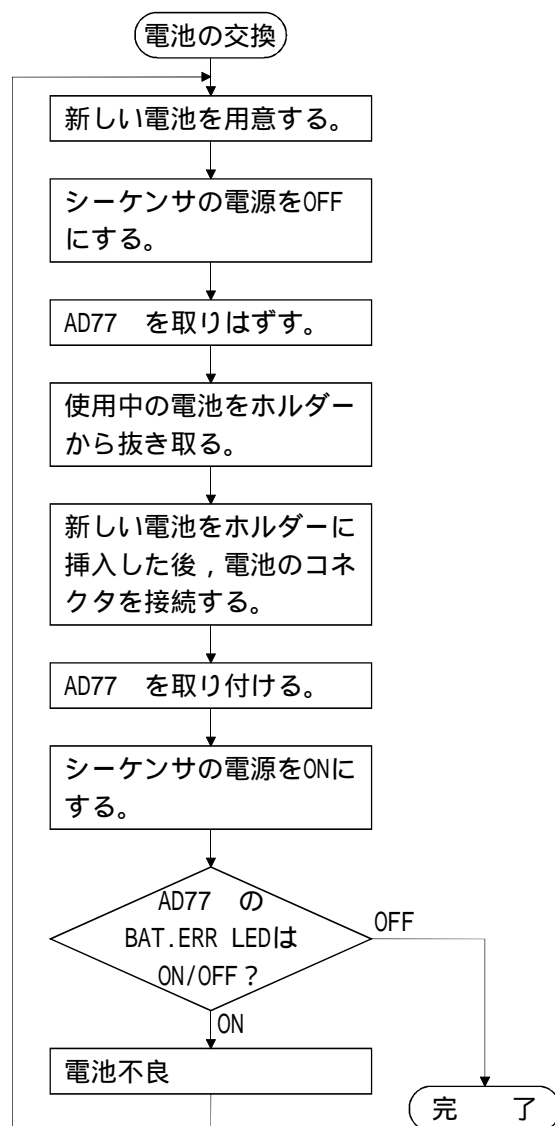 電池の交換
新しい電池を用意する。
シーケンサの電源をOFF
にする。
AD77　を取りはずす。
使用中の電池をホルダー
から抜き取る。
新しい電池をホルダーに
挿入した後，電池のコネ
クタを接続する。
AD77　を取り付ける。
シーケンサの電源をONに
する。
AD77　の
BAT.ERR LEDは
ON/OFF？
OFF
ON
電池不良
完　　了